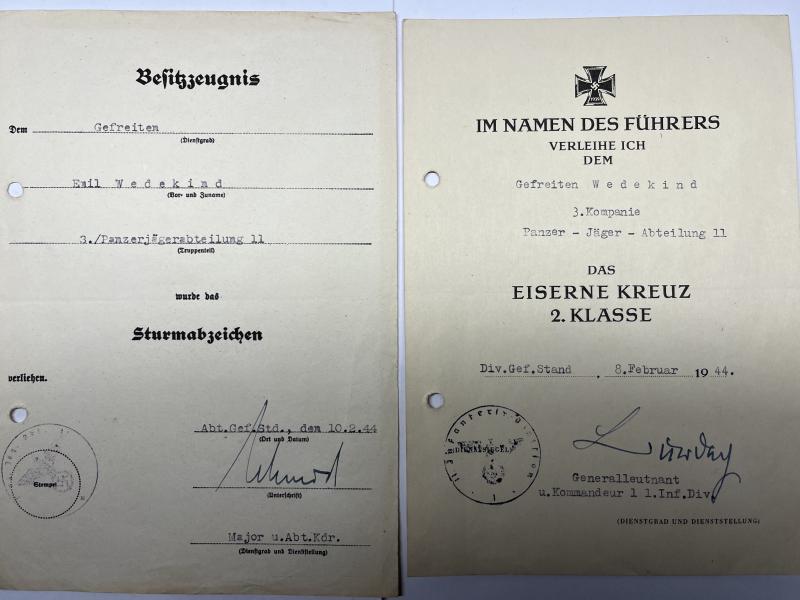 Besitzzeugnis
Dem Gefreiten
(Dienstgrad)
Emil Wedekind
(Vor- und Zuname)
3./Panzerjägerabteilung 11
(Truppenteil)
wurde das
Sturmabzeichen
verliehen.
Abt.Gef.Std., den 10.2.44
(Ort und Datum)
(Unterschrift)
Stempel
Major u.Abt.Kdr.
(Dienstgrad und Dienststellung)
IM NAMEN DES FÜHRERS
VERLEIHE ICH
DEM
Gefreiten Wedekind
3.Kompanie
Panzer - Jäger - Abteilung 11
DAS
EISERNE KREUZ
2. KLASSE
Div.Gef.Stand, 8.Februar 1944.
(DIENSTSIEGEL)
Generalleutnant
u.Kommandeur 1 1.Inf.Div.
(DIENSTGRAD UND DIENSTSTELLUNG)